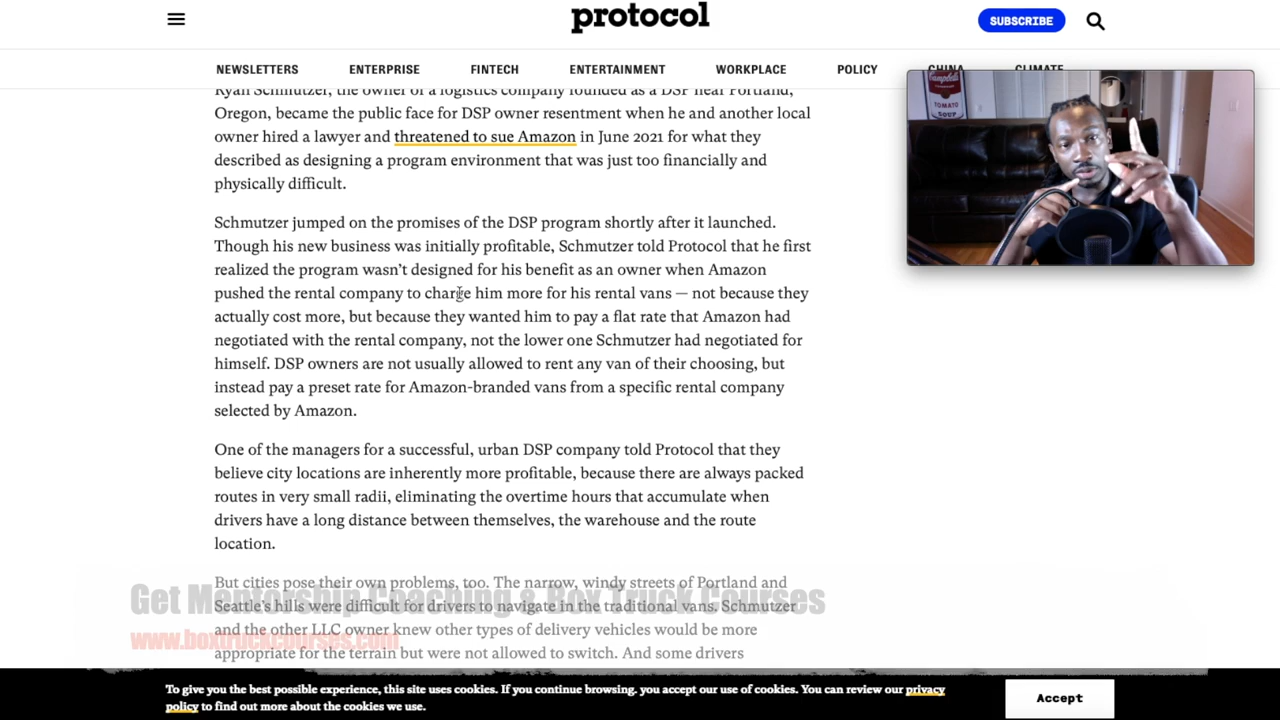 protocol
SUBSCRIBE
NEWSLETTERS ENTERPRISE FINTECH ENTERTAINMENT WORKPLACE POLICY CHINA CLIMATE
Ryan Schmutzer, the owner of a logistics company founded as a DSP near Portland,
Oregon, became the public face for DSP owner resentment when he and another local
owner hired a lawyer and threatened to sue Amazon in June 2021 for what they
described as designing a program environment that was just too financially and
physically difficult.
Schmutzer jumped on the promises of the DSP program shortly after it launched.
Though his new business was initially profitable, Schmutzer told Protocol that he first
realized the program wasn't designed for his benefit as an owner when Amazon
pushed the rental company to charge him more for his rental vans — not because they
actually cost more, but because they wanted him to pay a flat rate that Amazon had
negotiated with the rental company, not the lower one Schmutzer had negotiated for
himself. DSP owners are not usually allowed to rent any van of their choosing, but
instead pay a preset rate for Amazon-branded vans from a specific rental company
selected by Amazon.
One of the managers for a successful, urban DSP company told Protocol that they
believe city locations are inherently more profitable, because there are always packed
routes in very small radii, eliminating the overtime hours that accumulate when
drivers have a long distance between themselves, the warehouse and the route
location.
But cities pose their own problems, too. The narrow, windy streets of Portland and
Get Mentorship Coaching & Box Truck Courses
Seattle's hills were difficult for drivers to navigate in the traditional vans. Schmutzer
and the other LLC owner knew other types of delivery vehicles would be more
www.boxtruckcourses.com
appropriate for the terrain but were not allowed to switch. And some drivers
To give you the best possible experience, this site uses cookies. If you continue browsing. you accept our use of cookies. You can review our privacy
policy to find out more about the cookies we use.
Accept
Campbell's
TOMATO
SOUP